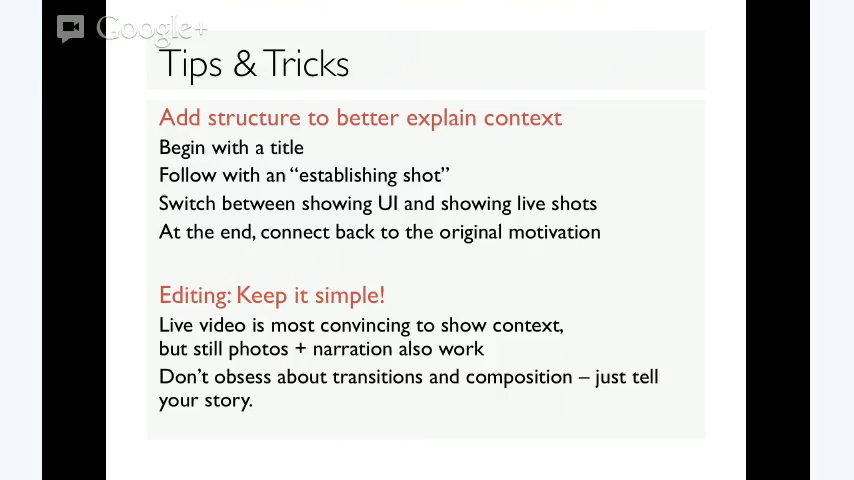 Google+
Tips & Tricks
Add structure to better explain context
Begin with a title
Follow with an “establishing shot”
Switch between showing UI and showing live shots
At the end, connect back to the original motivation
Editing: Keep it simple!
Live video is most convincing to show context,
but still photos + narration also work
Don’t obsess about transitions and composition – just tell
your story.